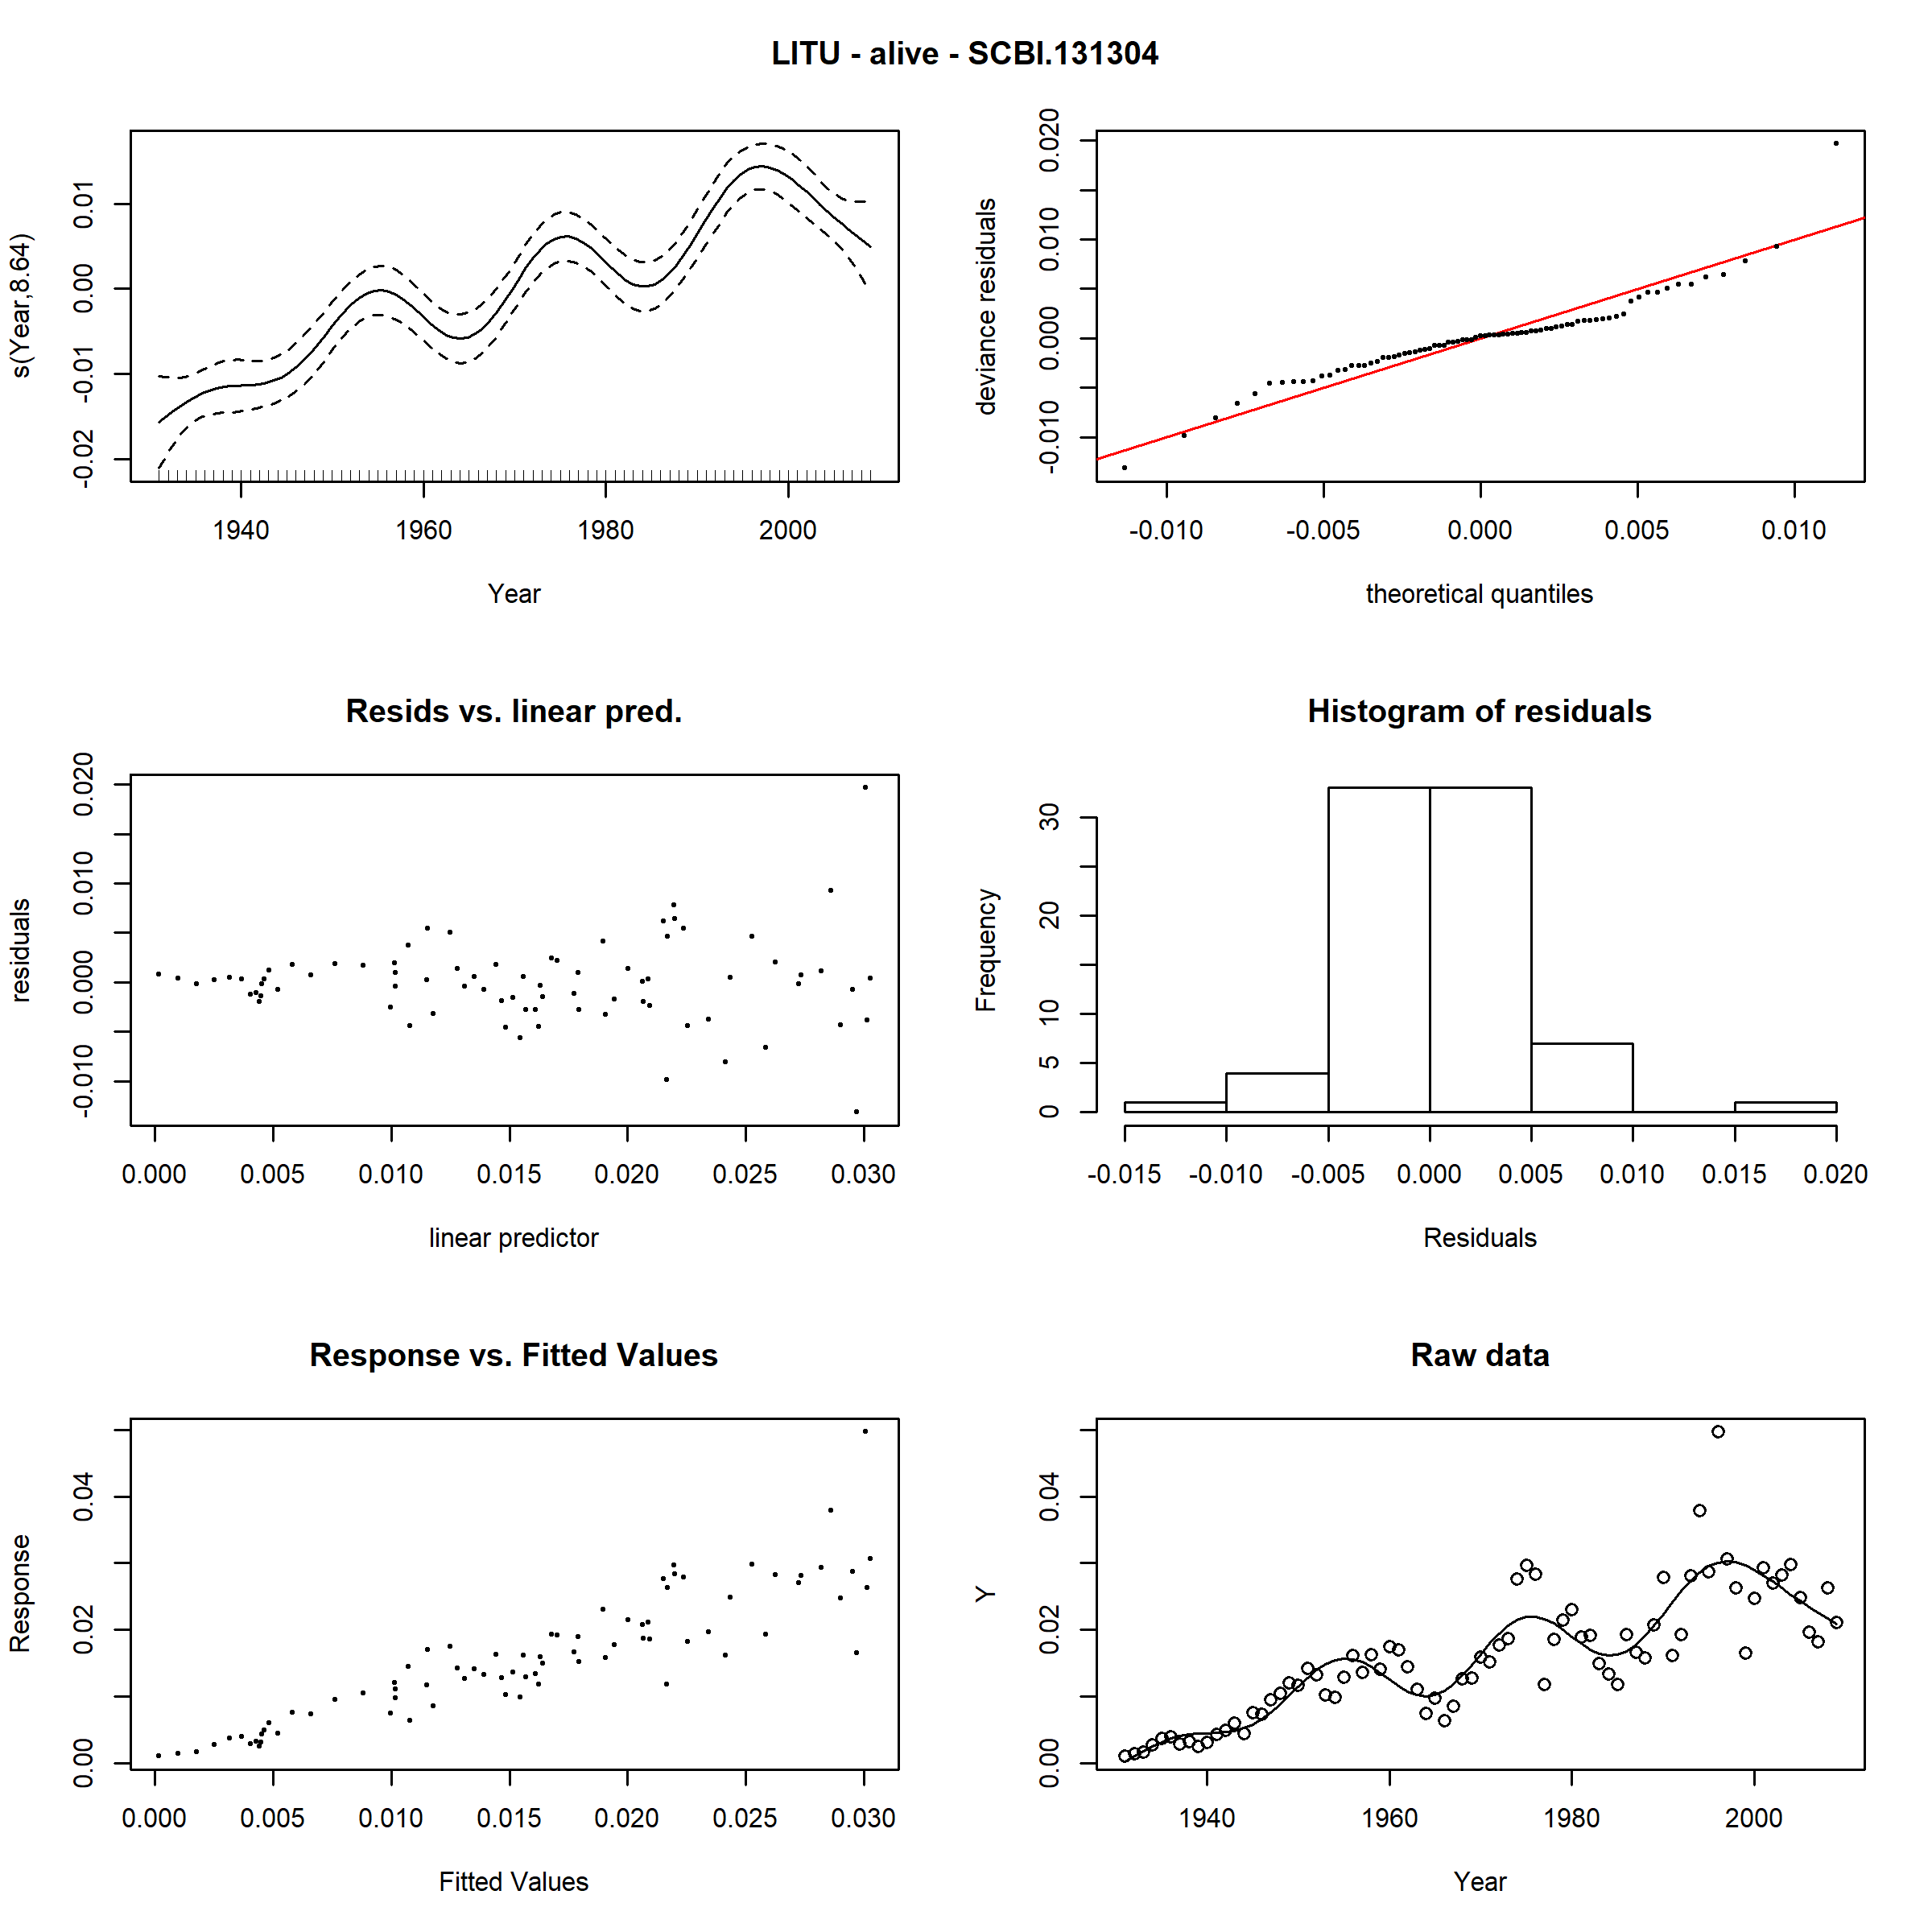 LITU - alive - SCBI.131304
s(Year,8.64)
-0.02 -0.01 0.00 0.01
1940 1960 1980 2000
Year
deviance residuals
-0.010 0.000 0.010 0.020
-0.010 -0.005 0.000 0.005 0.010
theoretical quantiles
Resids vs. linear pred.
residuals
-0.010 0.000 0.010 0.020
0.000 0.005 0.010 0.015 0.020 0.025 0.030
linear predictor
Histogram of residuals
Frequency
0 5 10 20 30
-0.015 -0.010 -0.005 0.000 0.005 0.010 0.015 0.020
Residuals
Response vs. Fitted Values
Response
0.00 0.02 0.04
0.000 0.005 0.010 0.015 0.020 0.025 0.030
Fitted Values
Raw data
Y
0.00 0.02 0.04
1940 1960 1980 2000
Year